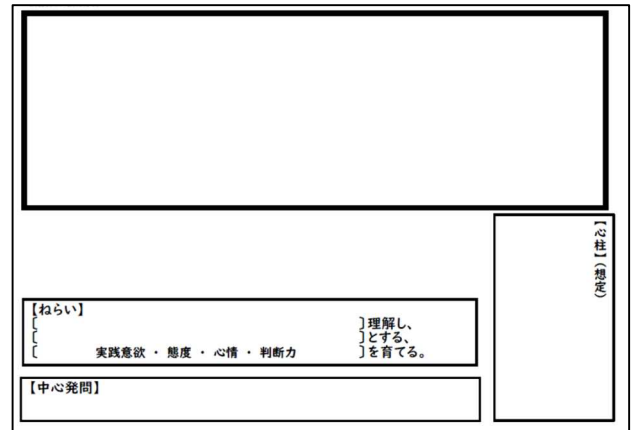 【心柱】(想定)
【ねらい】
[ ]理解し、
[ ]とする、
[ 実践意欲 ・ 態度 ・ 心情 ・ 判断力 ]を育てる。
【中心発問】